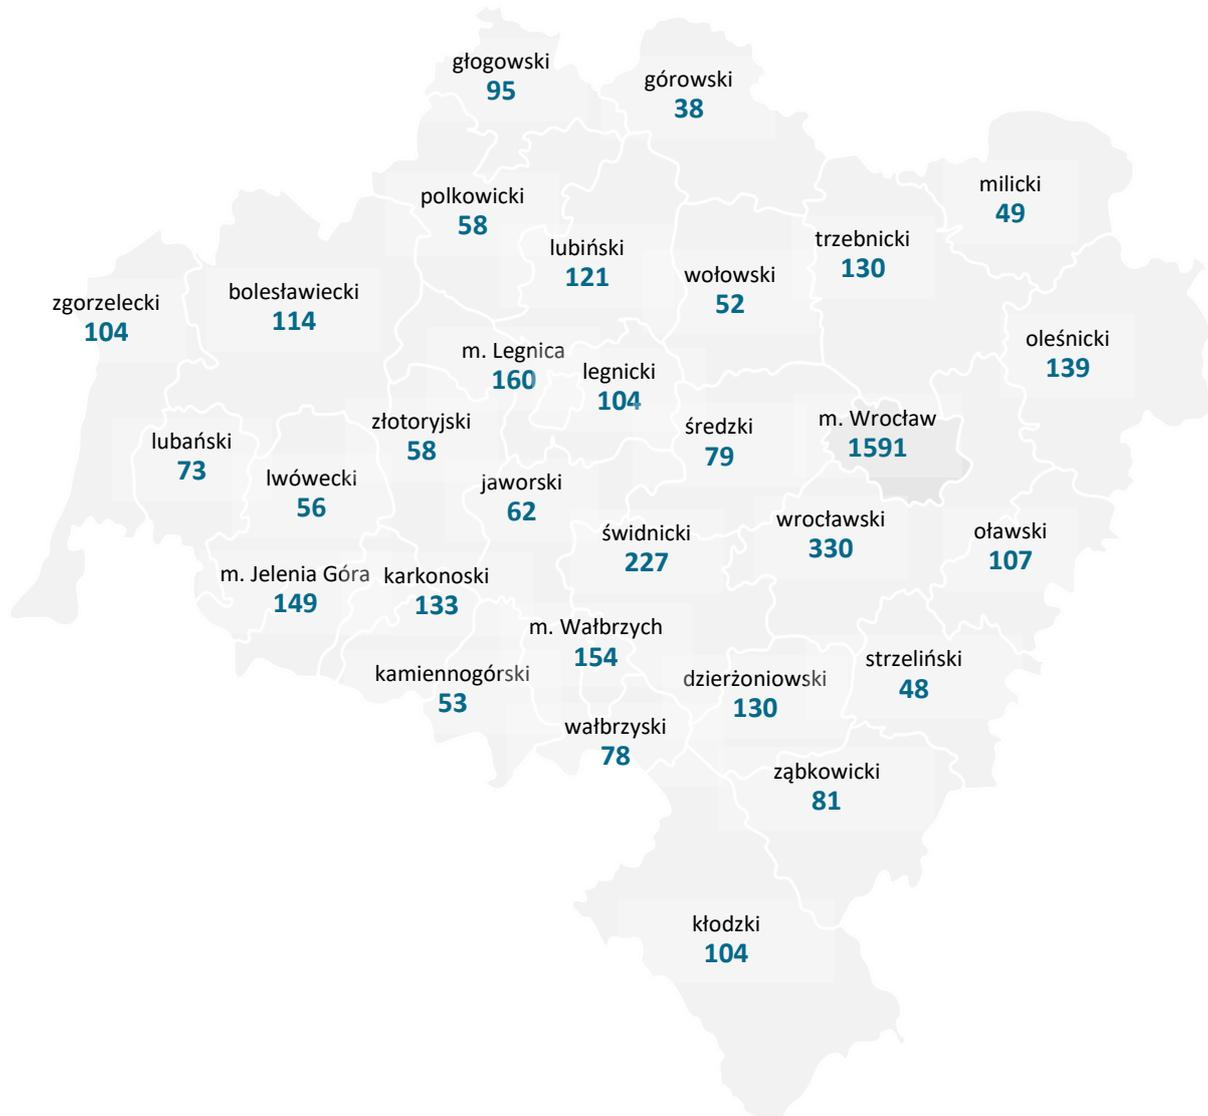 głogowski
95
górowski
38
milicki
49
polkowicki
58
trzebnicki
130
lubiński
121
wołowski
52
bolesławiecki
114
zgorzelecki
104
oleśnicki
139
m. Legnica
160
legnicki
104
m. Wrocław
1591
złotoryjski
58
średzki
79
lubański
73
lwówecki
56
jaworski
62
wrocławski
330
świdnicki
227
oławski
107
m. Jelenia Góra
149
karkonoski
133
m. Wałbrzych
154
strzeliński
48
kamiennogórski
53
dzierżoniowski
130
wałbrzyski
78
ząbkowicki
81
kłodzki
104